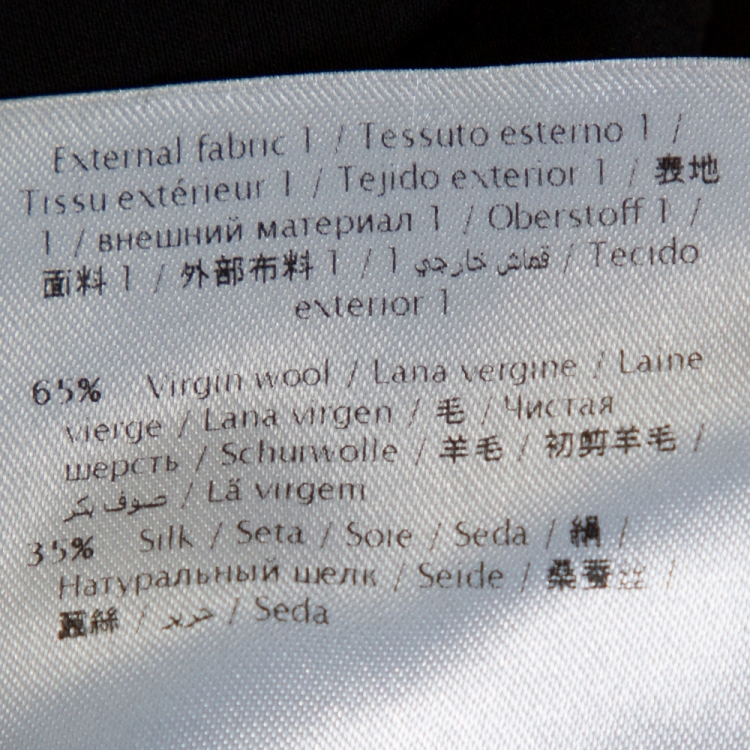 External fabric 1 / Tessuto esterno 1 /
Tissu extérieur 1 / Tejido exterior 1 / 表地
1 / внешний материал 1 / Oberstoff 1 /
面料 1 / 外部布料 1 / 1 قماش خارجي / Tecido
exterior 1
65% Virgin wool / Lana vergine / Laine
vierge / Lana virgen / 毛 / Чистая
шерсть / Schurwolle / 羊毛 / 初剪羊毛 /
صوف بكر / Lã virgem
35% Silk / Seta / Soie / Seda / 絹 /
Натуральный шелк / Seide / 桑蚕丝 /
蠶絲 / حرير / Seda